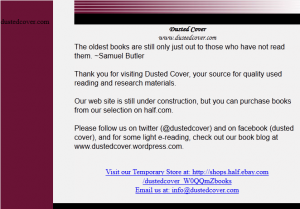 dustedcover.com
Dusted Cover
www.dustedcover.com
The oldest books are still only just out to those who have not read
them. ~Samuel Butler
Thank you for visiting Dusted Cover, your source for quality used
reading and research materials.
Our web site is still under construction, but you can purchase books
from our selection on half.com.
Please follow us on twitter (@dustedcover) and on facebook (dusted
cover), and for some light e-reading, check out our book blog at
www.dustedcover.wordpress.com.
Visit our Temporary Store at: http://shops.half.ebay.com
/dustedcover_W0QQmZbooks
Email us at: info@dustedcover.com